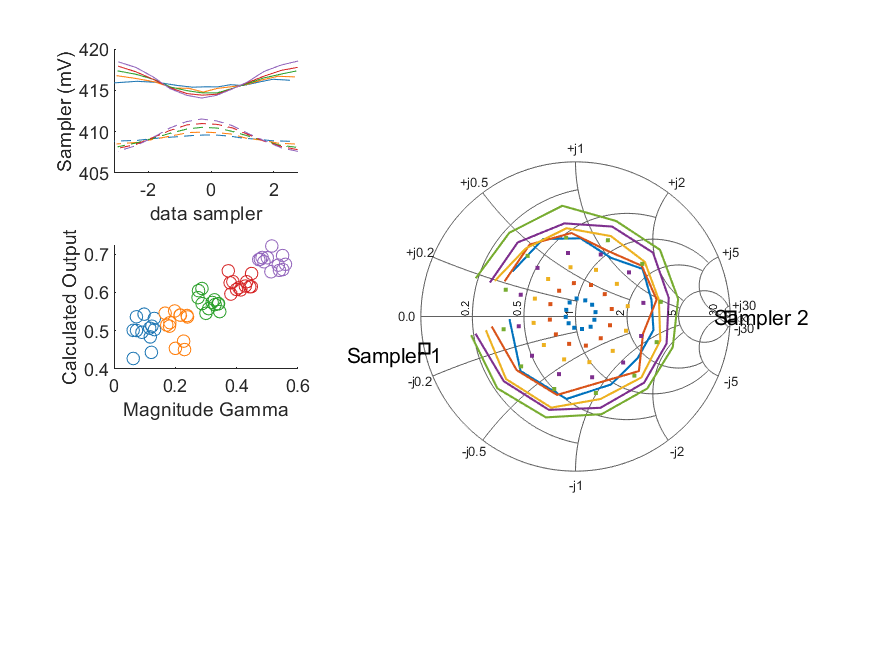 420
415
410
405
Sampler (mV)
-2
0
2
data sampler
0.7
0.6
0.5
0.4
Calculated Output
0
0.2
0.4
0.6
Magnitude Gamma
+j1
+j0.5
+j2
+j0.2
+j5
0.0
0.2
0.5
1
2
5
30
+j30
-j30
Sampler 1
Sampler 2
-j0.2
-j5
-j0.5
-j2
-j1